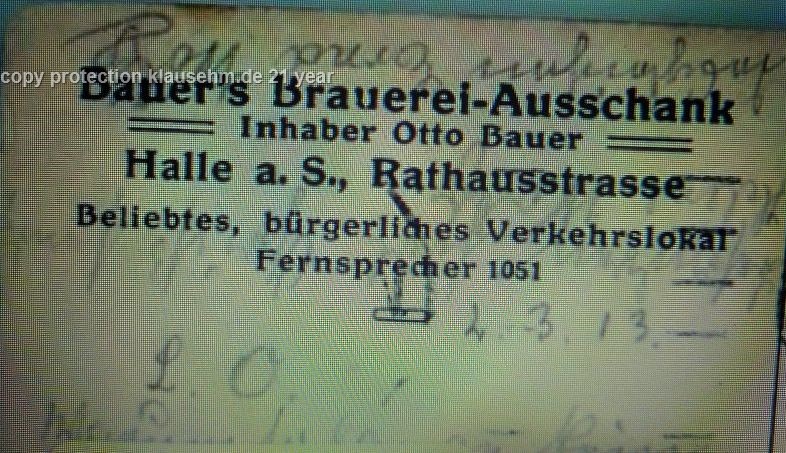 copy protection klausehm.de 21 year
Bauer's Brauerei-Ausschank
Inhaber Otto Bauer
Halle a. S., Rathausstrasse
Beliebtes, bürgerliches Verkehrslokal
Fernsprecher 1051
2. 3. 13.
L. O.